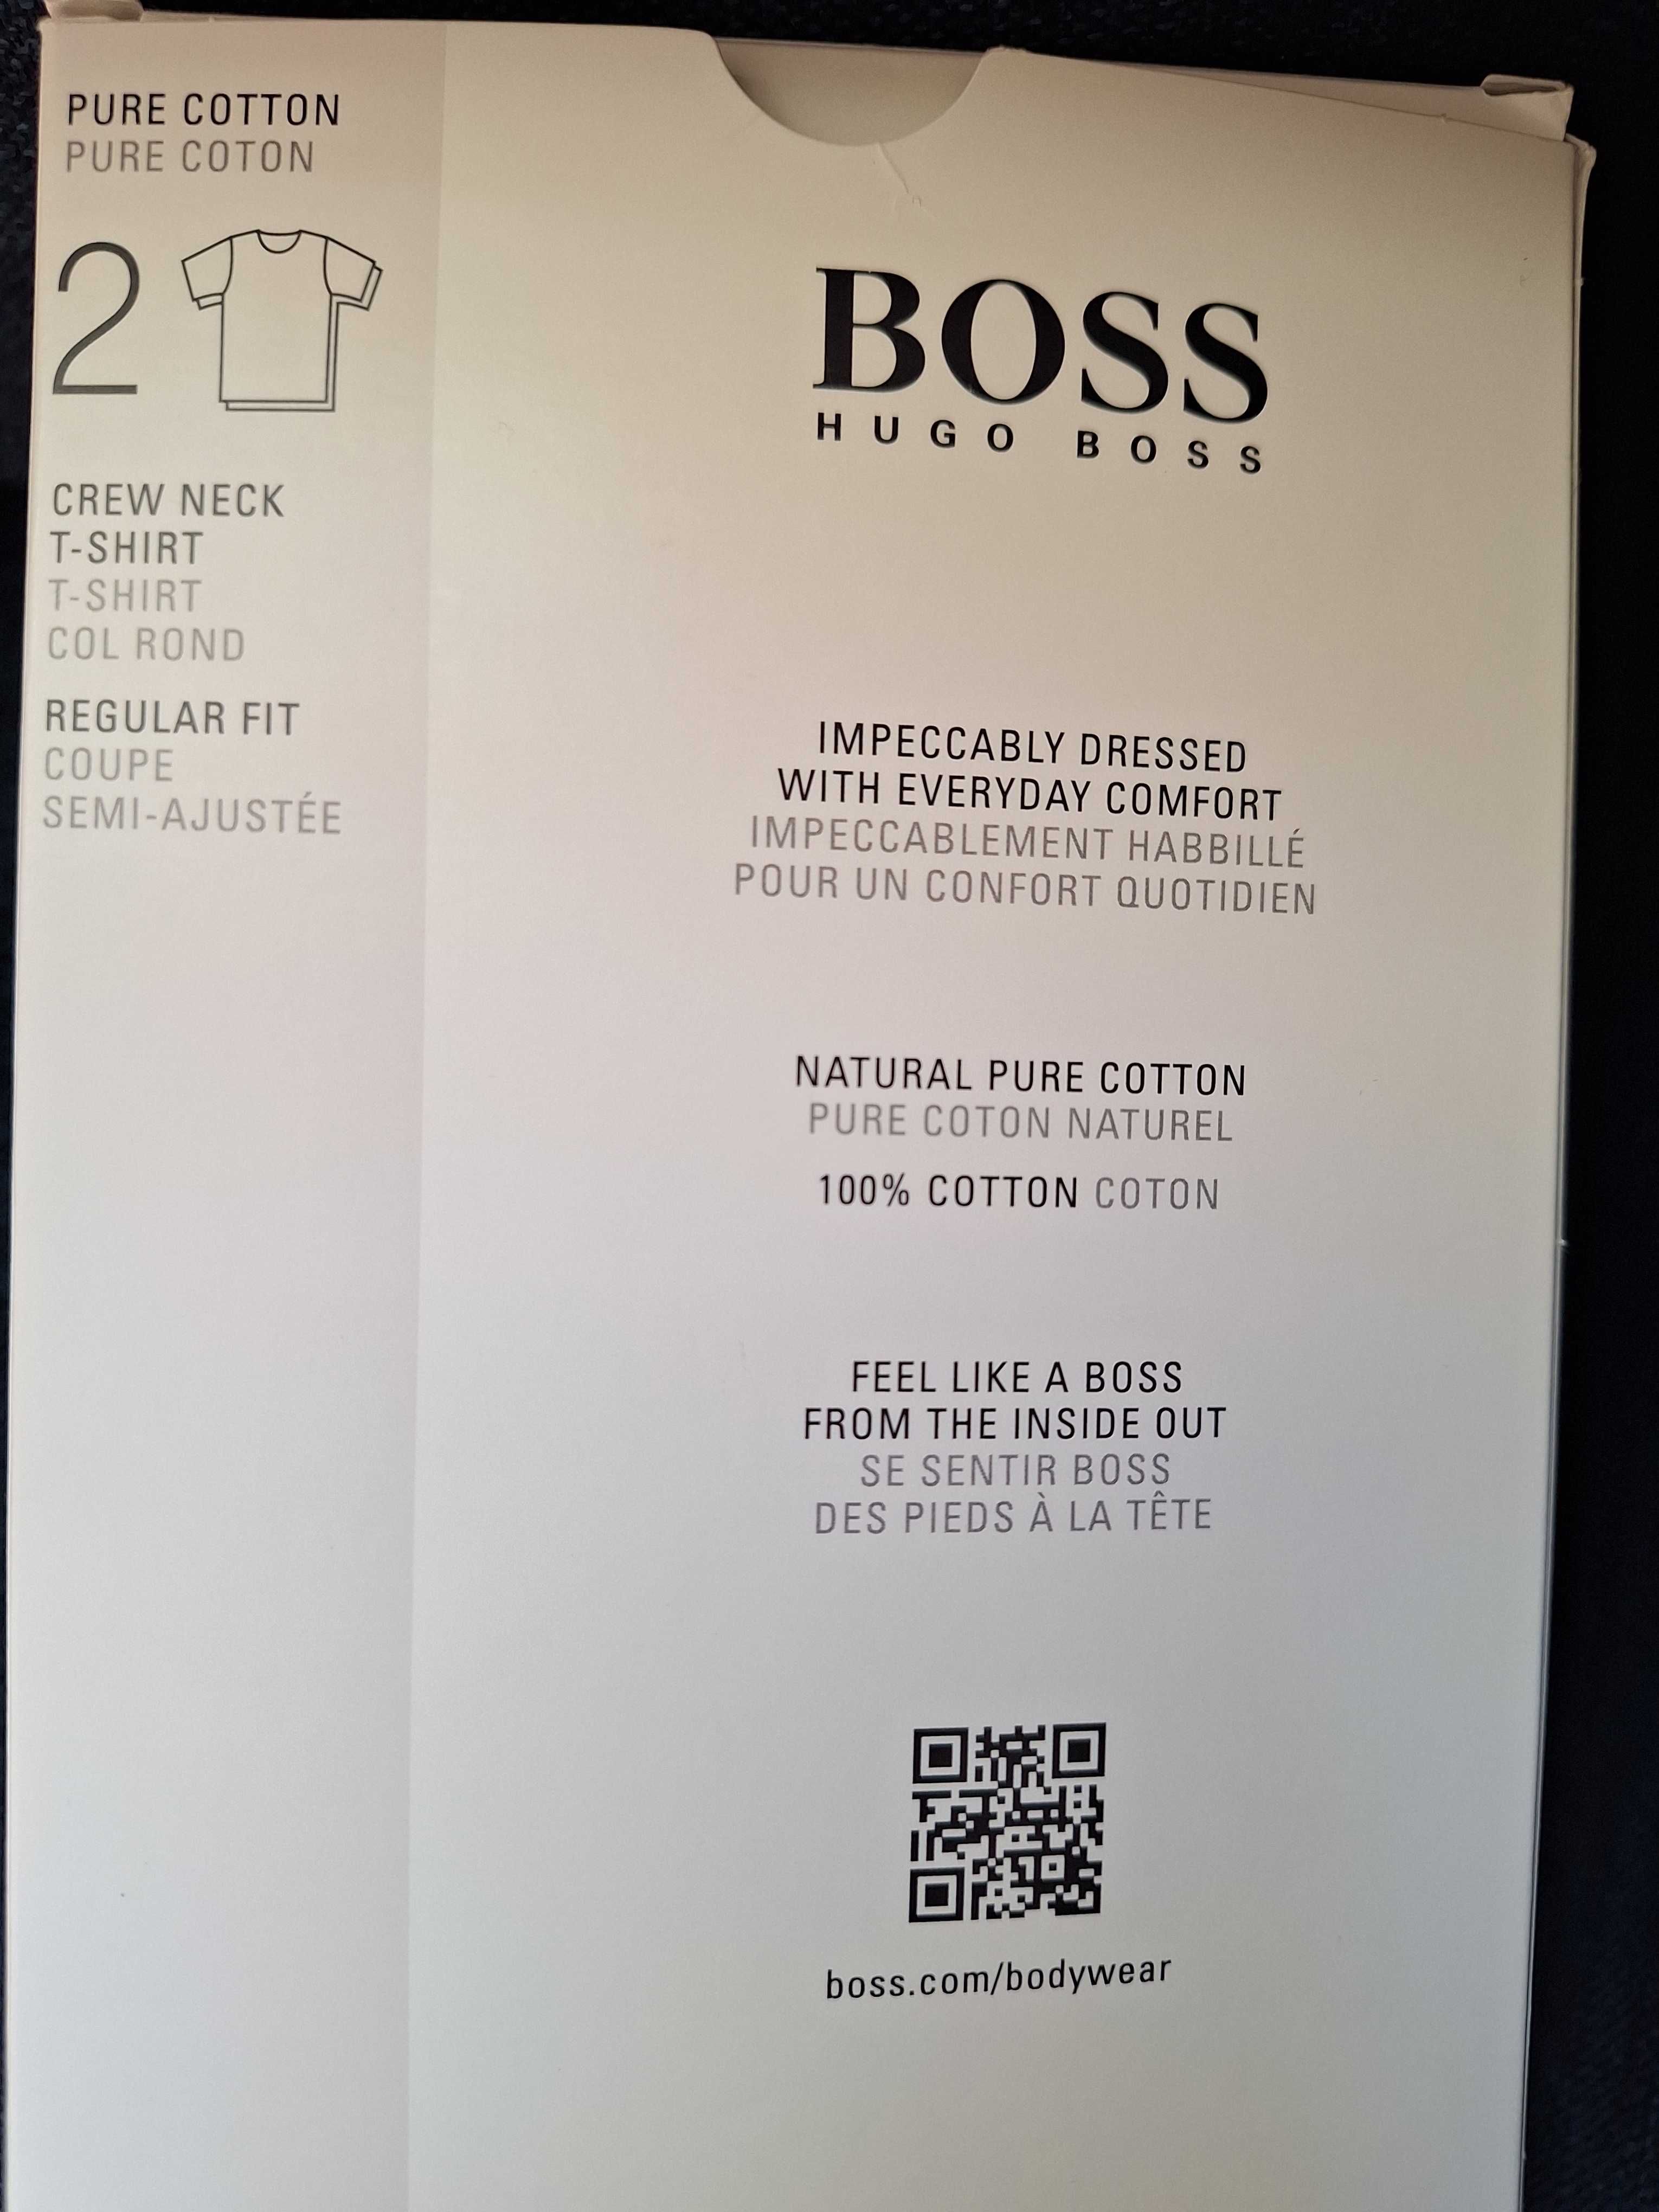 PURE COTTON
PURE COTON
2
CREW NECK
T-SHIRT
T-SHIRT
COL ROND
REGULAR FIT
COUPE
SEMI-AJUSTÉE
BOSS
HUGO BOSS
IMPECCABLY DRESSED
WITH EVERYDAY COMFORT
IMPECCABLEMENT HABBILLÉ
POUR UN CONFORT QUOTIDIEN
NATURAL PURE COTTON
PURE COTON NATUREL
100% COTTON COTON
FEEL LIKE A BOSS
FROM THE INSIDE OUT
SE SENTIR BOSS
DES PIEDS À LA TÊTE
boss.com/bodywear